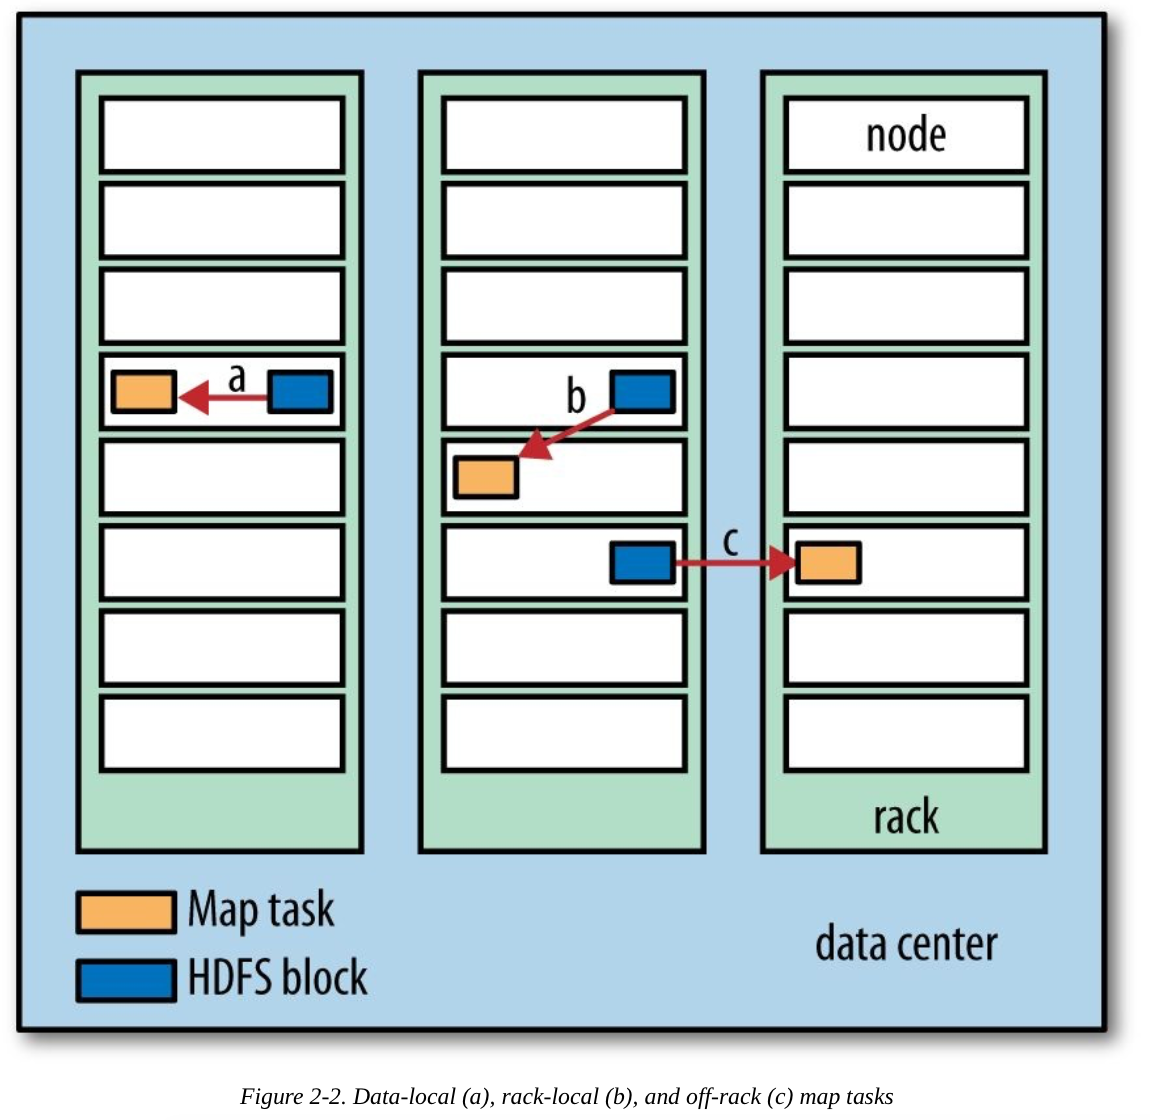 node
a
b
c
rack
Map task
data center
HDFS block
Figure 2-2. Data-local (a), rack-local (b), and off-rack (c) map tasks